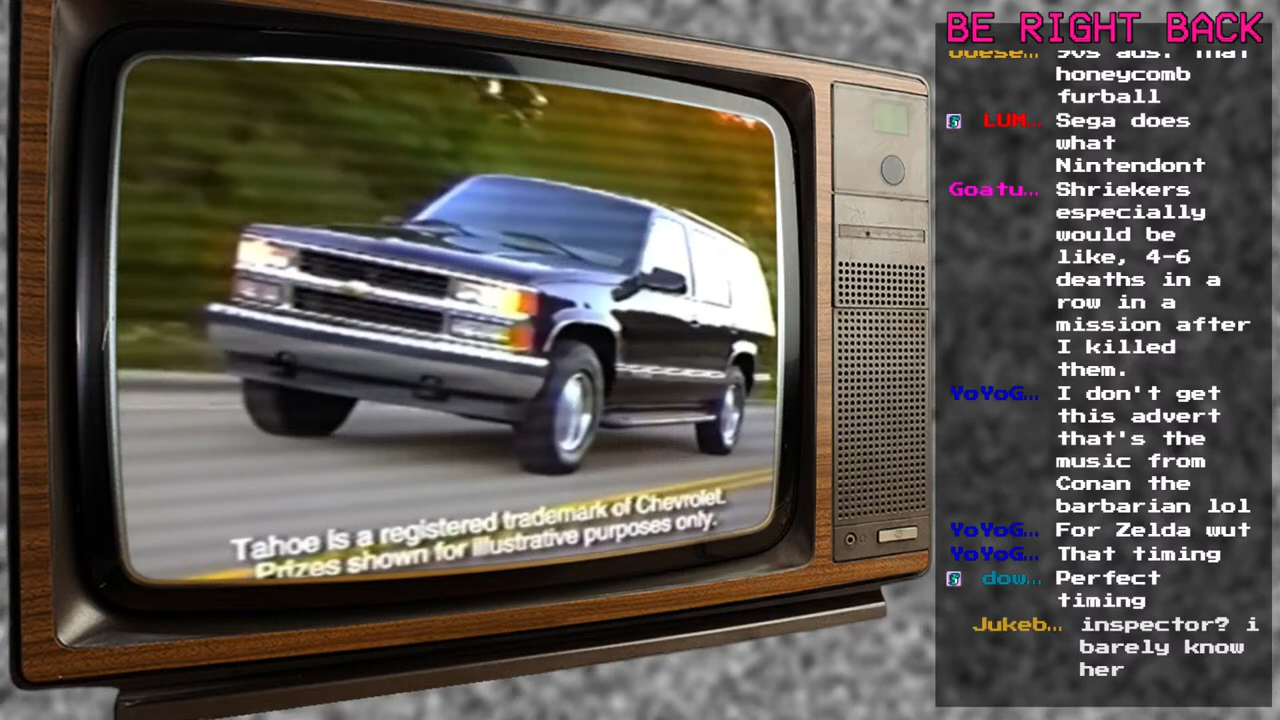 BE RIGHT BACK
honeycomb
furball
LUM... Sega does
what
Nintendont
Goatu... Shriekers
especially
would be
like, 4-6
deaths in a
row in a
mission after
I killed
them.
YoYoG... I don't get
this advert
that's the
music from
Conan the
barbarian lol
YoYoG... For Zelda wut
YoYoG... That timing
dow... Perfect
timing
Jukeb... inspector? i
barely know
her
Tahoe is a registered trademark of Chevrolet.
Prizes shown for illustrative purposes only.